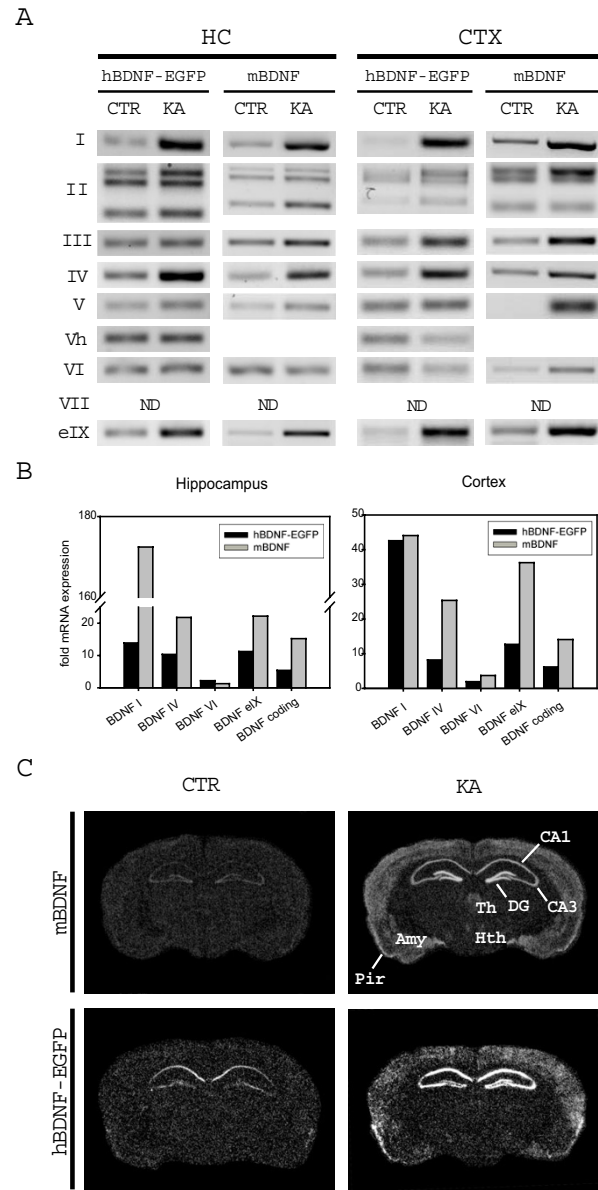 A
HC CTX
hBDNF-EGFP mBDNF hBDNF-EGFP mBDNF
CTR KA CTR KA CTR KA CTR KA
I
II
III
IV
V
Vh
VI
VII ND ND ND ND
eIX
B
Hippocampus
fold mRNA expression
180
160
20
10
0
hBDNF-EGFP
mBDNF
BDNF I
BDNF IV
BDNF VI
BDNF eIX
BDNF coding
Cortex
50
40
30
20
10
0
hBDNF-EGFP
mBDNF
BDNF I
BDNF IV
BDNF VI
BDNF eIX
BDNF coding
C
CTR KA
mBDNF
CA1
Th DG CA3
Amy Hth
Pir
hBDNF-EGFP